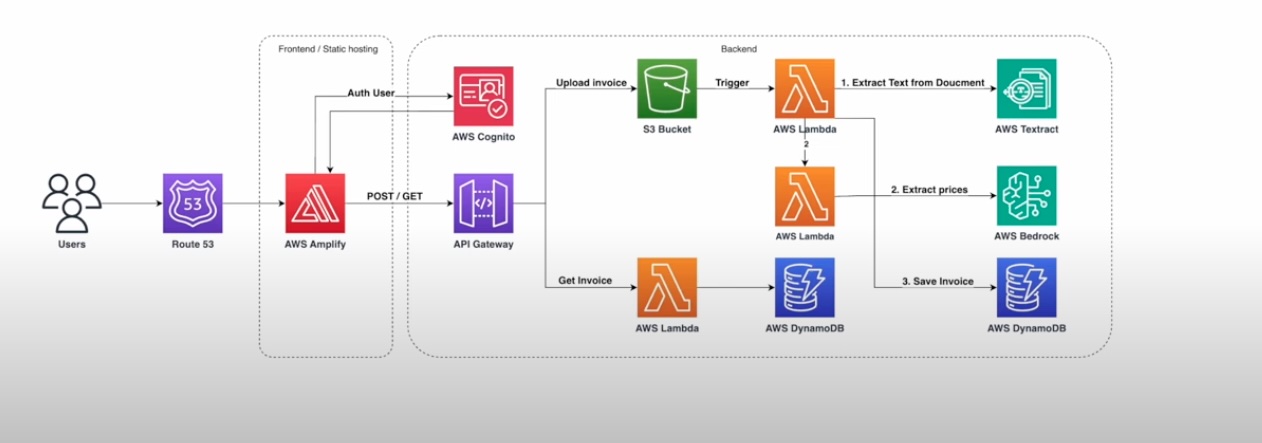 Frontend / Static hosting
Backend
Auth User
AWS Cognito
Upload invoice
S3 Bucket
Trigger
AWS Lambda
1. Extract Text from Doucment
AWS Textract
2
Users
53
Route 53
AWS Amplify
POST / GET
</>
API Gateway
AWS Lambda
2. Extract prices
AWS Bedrock
Get Invoice
AWS Lambda
AWS DynamoDB
3. Save Invoice
AWS DynamoDB